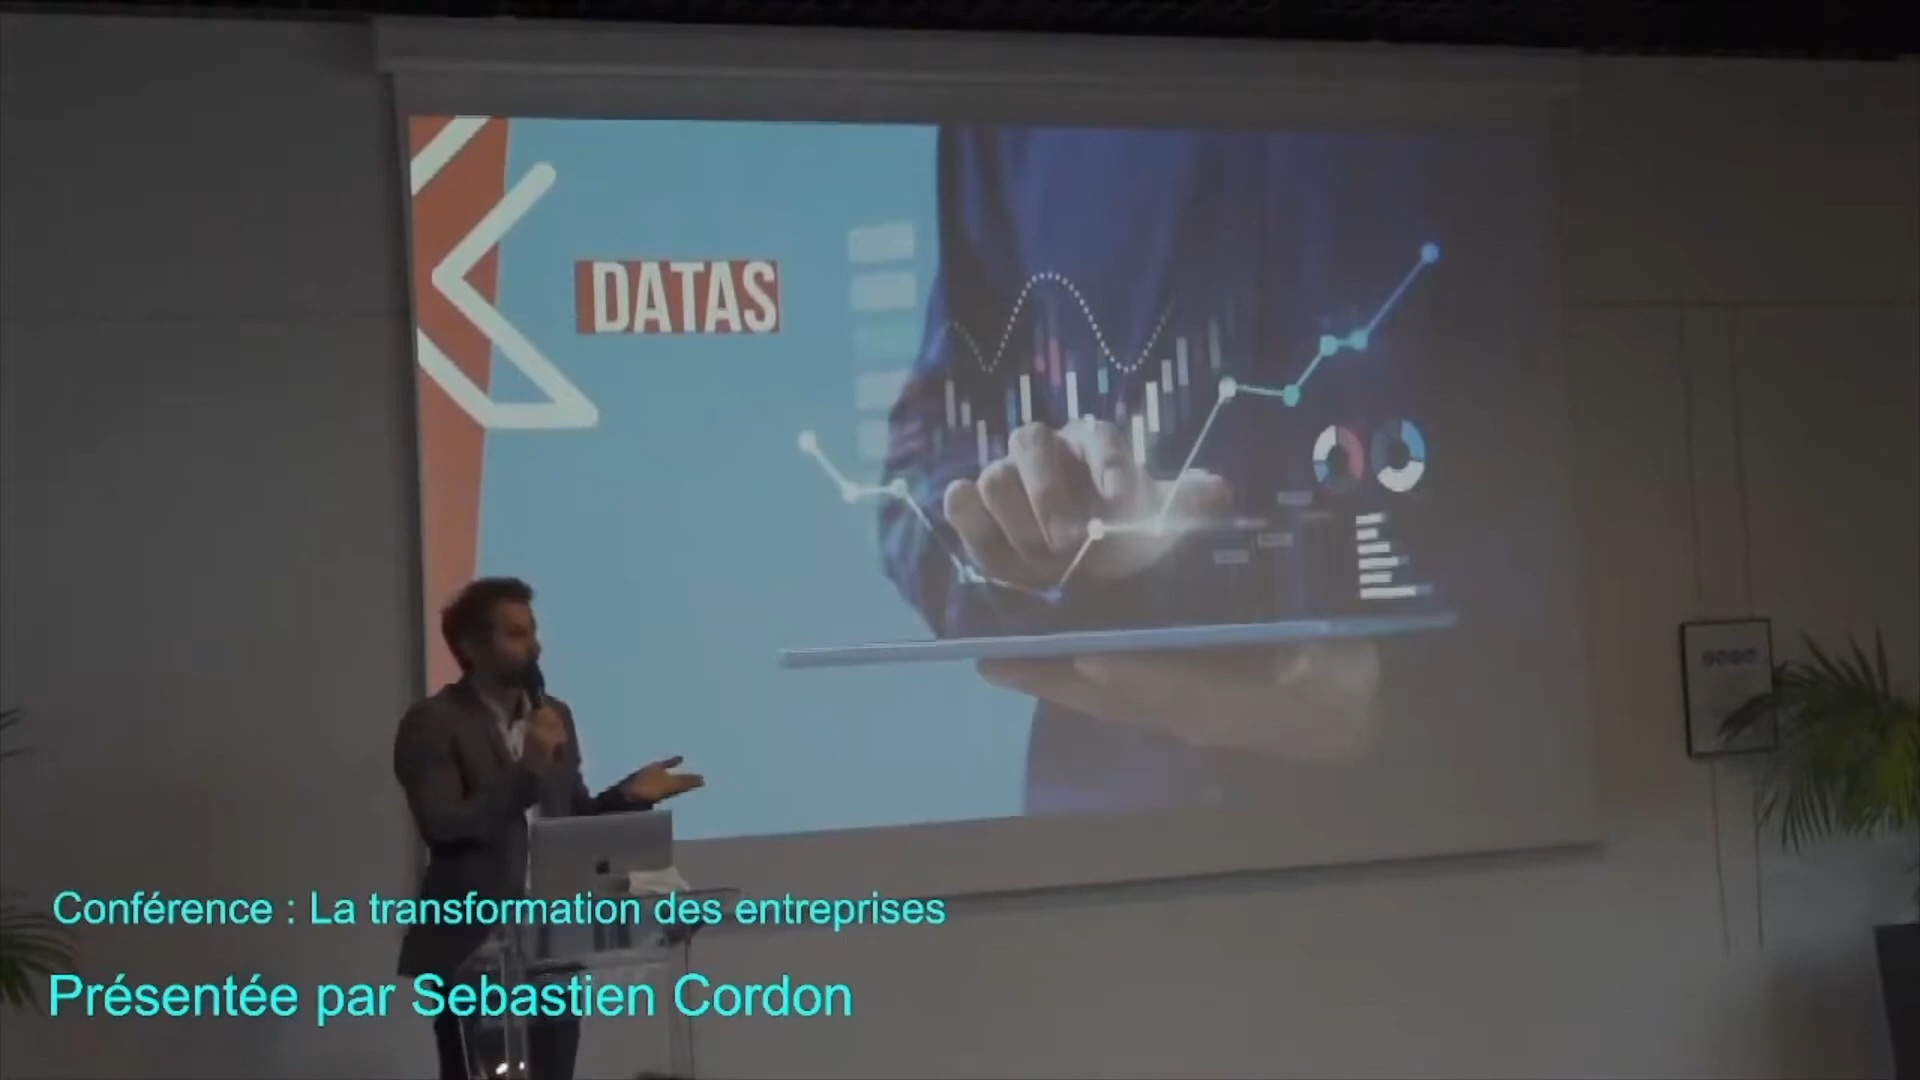 DATAS
Conférence : La transformation des entreprises
Présentée par Sebastien Cordon